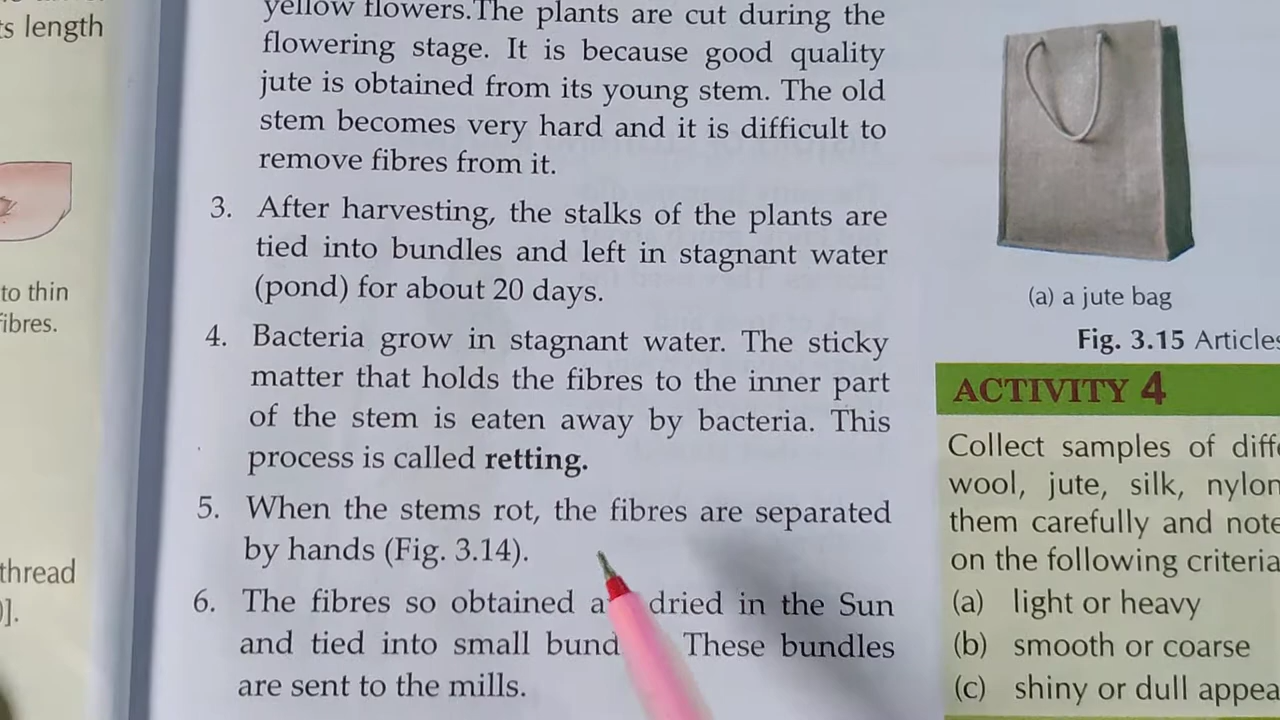 s length
to thin
fibres.
thread
].
yellow flowers.The plants are cut during the
flowering stage. It is because good quality
jute is obtained from its young stem. The old
stem becomes very hard and it is difficult to
remove fibres from it.
3. After harvesting, the stalks of the plants are
tied into bundles and left in stagnant water
(pond) for about 20 days.
4. Bacteria grow in stagnant water. The sticky
matter that holds the fibres to the inner part
of the stem is eaten away by bacteria. This
process is called retting.
5. When the stems rot, the fibres are separated
by hands (Fig. 3.14).
6. The fibres so obtained a dried in the Sun
and tied into small bund These bundles
are sent to the mills.
(a) a jute bag
Fig. 3.15 Articles
ACTIVITY 4
Collect samples of diffe
wool, jute, silk, nylon
them carefully and note
on the following criteria
(a) light or heavy
(b) smooth or coarse
(c) shiny or dull appea